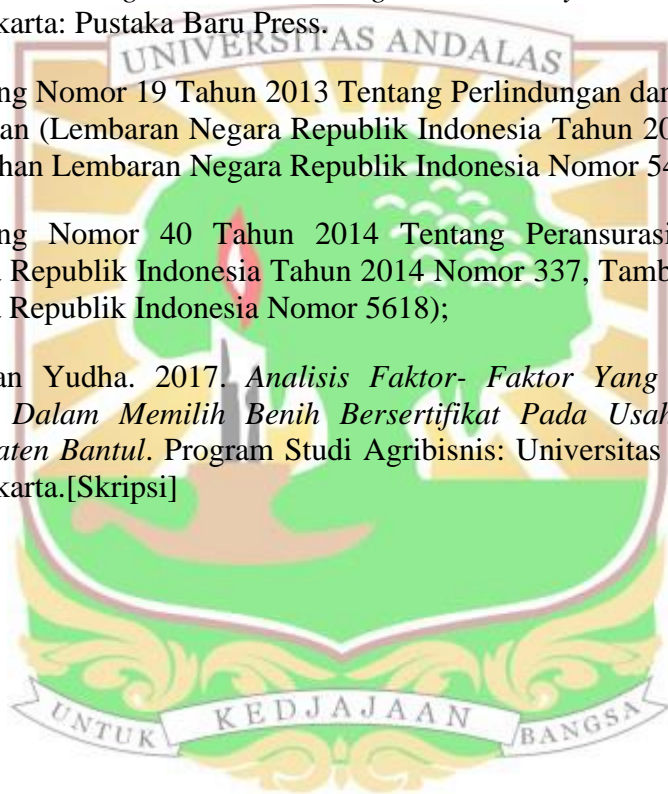 karta: Pustaka Baru Press.
UNIVERSITAS ANDALAS
ng Nomor 19 Tahun 2013 Tentang Perlindungan dan
an (Lembaran Negara Republik Indonesia Tahun 20
han Lembaran Negara Republik Indonesia Nomor 54
ng Nomor 40 Tahun 2014 Tentang Peransurasi
Republik Indonesia Tahun 2014 Nomor 337, Tamb
Republik Indonesia Nomor 5618);
an Yudha. 2017. Analisis Faktor- Faktor Yang
Dalam Memilih Benih Bersertifikat Pada Usah
aten Bantul. Program Studi Agribisnis: Universitas
karta.[Skripsi]
UNTUK KEDJAJAAN BANGSA